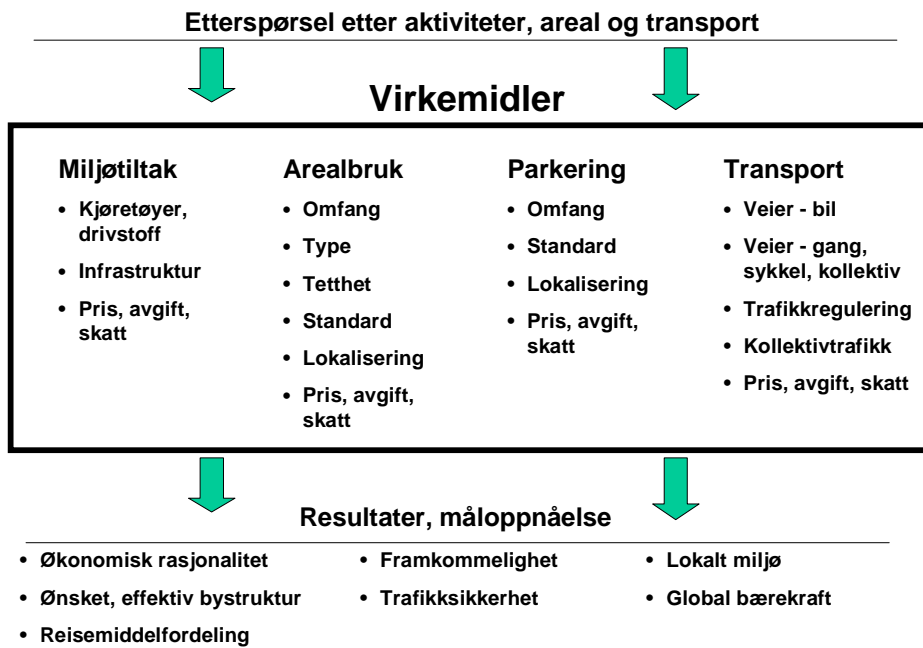 Etterspørsel etter aktiviteter, areal og transport
Virkemidler
Miljøtiltak
• Kjøretøyer,
drivstoff
• Infrastruktur
• Pris, avgift,
skatt
Arealbruk
• Omfang
• Type
• Tetthet
• Standard
• Lokalisering
• Pris, avgift,
skatt
Parkering
• Omfang
• Standard
• Lokalisering
• Pris, avgift,
skatt
Transport
• Veier - bil
• Veier - gang,
sykkel, kollektiv
• Trafikkregulering
• Kollektivtrafikk
• Pris, avgift, skatt
Resultater, måloppnåelse
• Økonomisk rasjonalitet
• Ønsket, effektiv bystruktur
• Reisemiddelfordeling
• Framkommelighet
• Trafikksikkerhet
• Lokalt miljø
• Global bærekraft